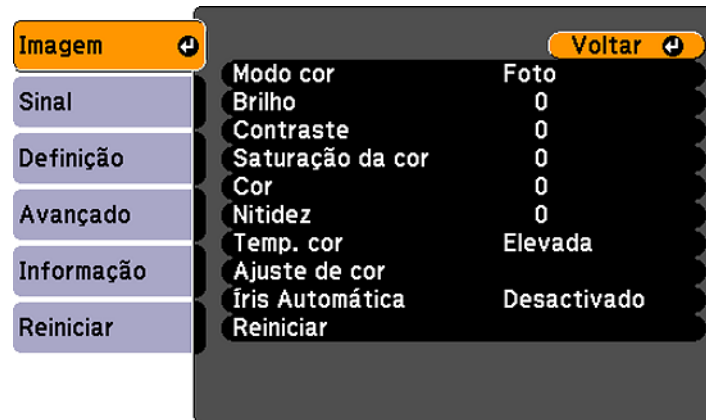 Imagem
Sinal
Definição
Avançado
Informação
Reiniciar
Voltar
Modo cor Foto
Brilho 0
Contraste 0
Saturação da cor 0
Cor 0
Nitidez 0
Temp. cor Elevada
Ajuste de cor
Íris Automática Desactivado
Reiniciar